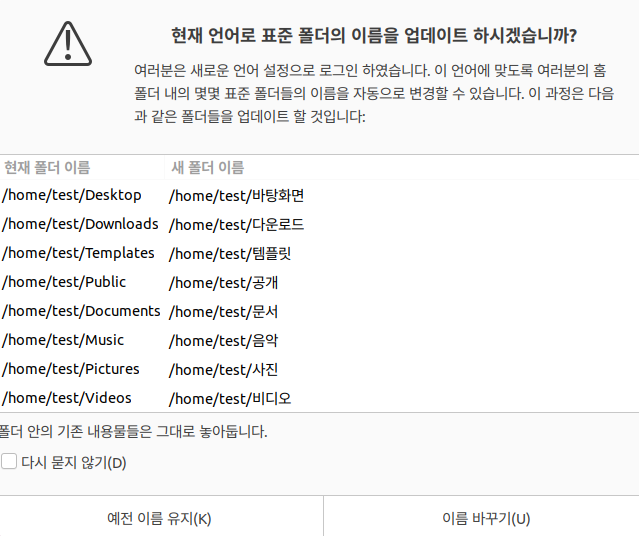 현재 언어로 표준 폴더의 이름을 업데이트 하시겠습니까?
여러분은 새로운 언어 설정으로 로그인 하였습니다. 이 언어에 맞도록 여러분의 홈
폴더 내의 몇몇 표준 폴더들의 이름을 자동으로 변경할 수 있습니다. 이 과정은 다음
과 같은 폴더들을 업데이트 할 것입니다:
현재 폴더 이름 새 폴더 이름
/home/test/Desktop /home/test/바탕화면
/home/test/Downloads /home/test/다운로드
/home/test/Templates /home/test/템플릿
/home/test/Public /home/test/공개
/home/test/Documents /home/test/문서
/home/test/Music /home/test/음악
/home/test/Pictures /home/test/사진
/home/test/Videos /home/test/비디오
폴더 안의 기존 내용물들은 그대로 놓아둡니다.
다시 묻지 않기(D)
예전 이름 유지(K) 이름 바꾸기(U)